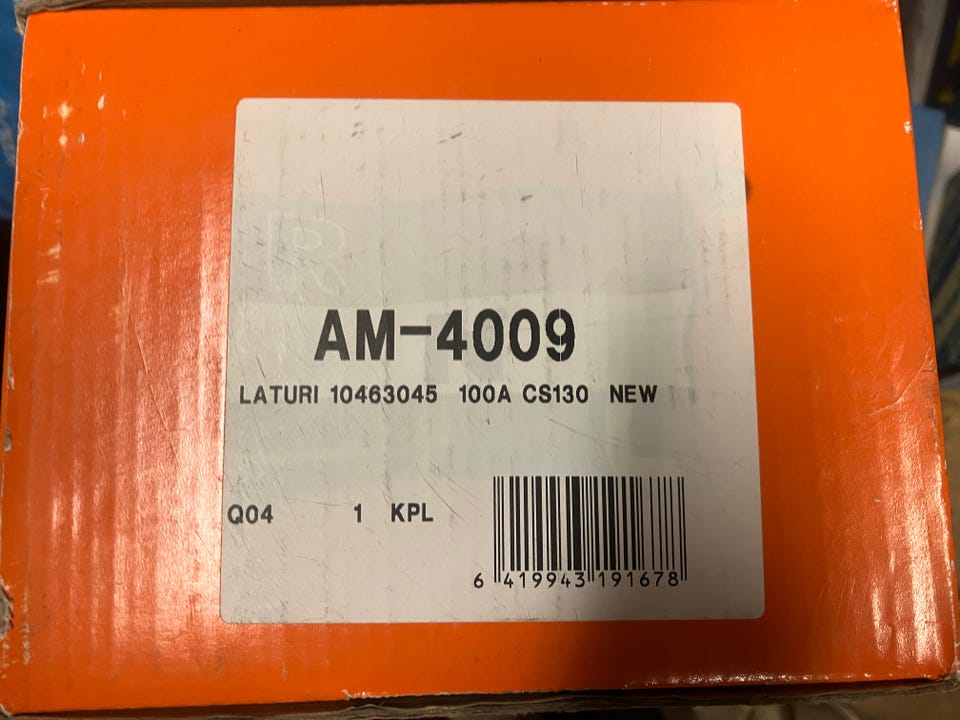 R
AM-4009
LATURI 10463045 100A CS130 NEW
Q04 1 KPL
6 419943 191678